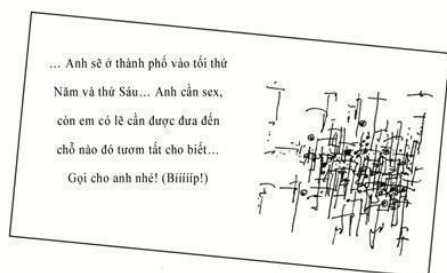 ... Anh sẽ ở thành phố vào tối thứ
Năm và thứ Sáu... Anh cần sex,
còn em có lẽ cần được đưa đến
chỗ nào đó tươm tất cho biết...
Gọi cho anh nhé! (Bíííííp!)